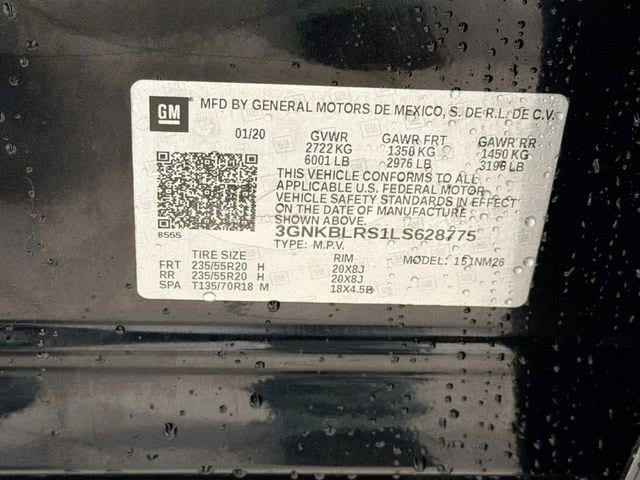 GM MFD BY GENERAL MOTORS DE MEXICO, S. DE R.L. DE C.V.
01/20 GVWR GAWR FRT GAWR RR
2722 KG 1350 KG 1450 KG
6001 LB 2976 LB 3196 LB
THIS VEHICLE CONFORMS TO ALL
APPLICABLE U.S. FEDERAL MOTOR
VEHICLE SAFETY STANDARDS IN EFFECT
ON THE DATE OF MANUFACTURE
SHOWN ABOVE.
8555 3GNKBLRS1LS628775
TYPE: M.P.V. MODEL: 151NM26
TIRE SIZE RIM
FRT 235/55R20 H 20X8J
RR 235/55R20 H 20X8J
SPA T135/70R18 M 18X4.5B